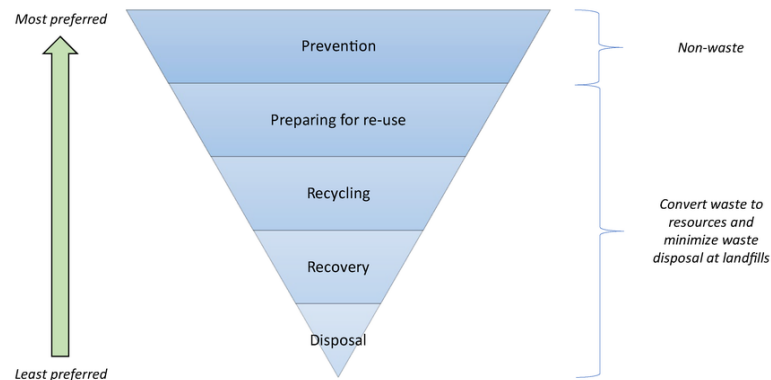 Most preferred
Prevention
Non-waste
Preparing for re-use
Recycling
Convert waste to
resources and
minimize waste
disposal at landfills
Recovery
Disposal
Least preferred